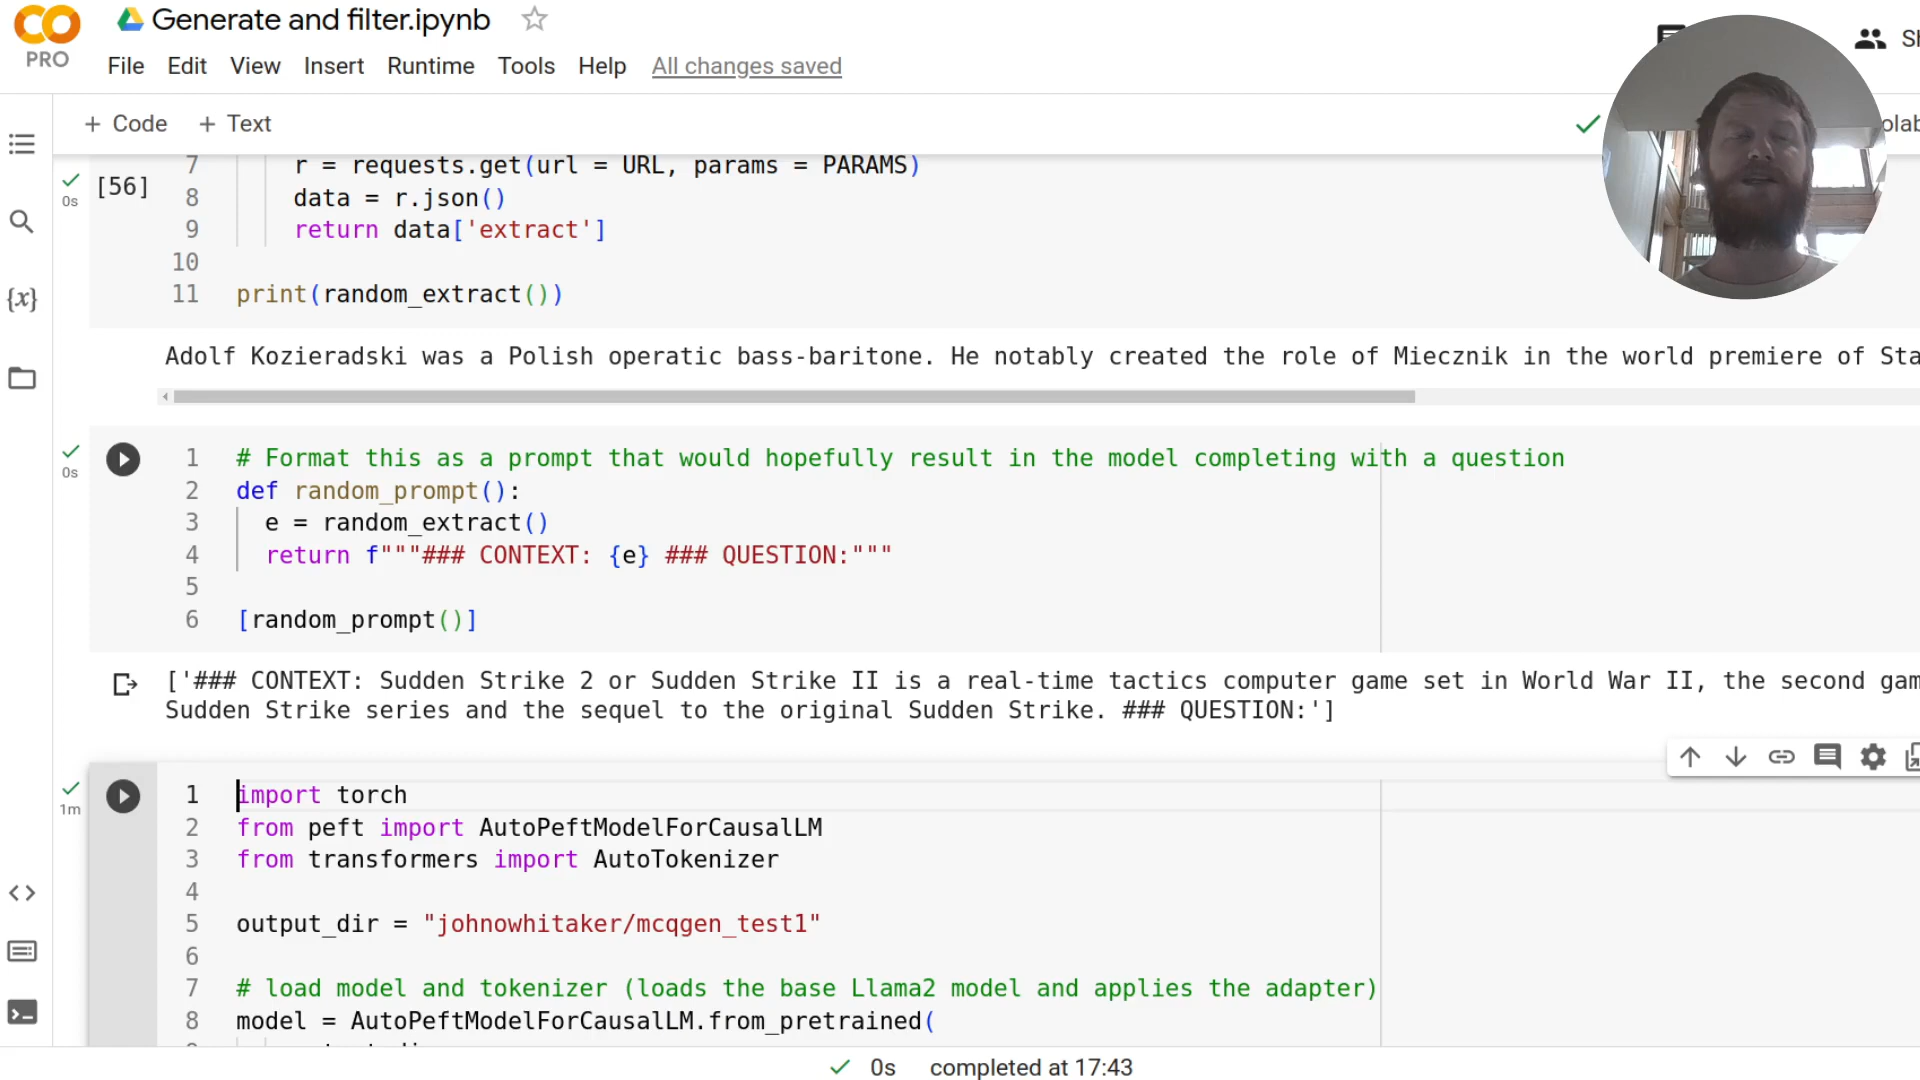 Generate and filter.ipynb
PRO
File Edit View Insert Runtime Tools Help All changes saved
+ Code + Text
[56]
0s
7 r = requests.get(url = URL, params = PARAMS)
8 data = r.json()
9 return data['extract']
10
11 print(random_extract())
Adolf Kozieradski was a Polish operatic bass-baritone. He notably created the role of Miecznik in the world premiere of Sta
0s
1 # Format this as a prompt that would hopefully result in the model completing with a question
2 def random_prompt():
3 e = random_extract()
4 return f"""### CONTEXT: {e} ### QUESTION:"""
5
6 [random_prompt()]
['### CONTEXT: Sudden Strike 2 or Sudden Strike II is a real-time tactics computer game set in World War II, the second gam
Sudden Strike series and the sequel to the original Sudden Strike. ### QUESTION:']
1m
1 import torch
2 from peft import AutoPeftModelForCausalLM
3 from transformers import AutoTokenizer
4
5 output_dir = "johnowhitaker/mcqgen_test1"
6
7 # load model and tokenizer (loads the base Llama2 model and applies the adapter)
8 model = AutoPeftModelForCausalLM.from_pretrained(
0s completed at 17:43